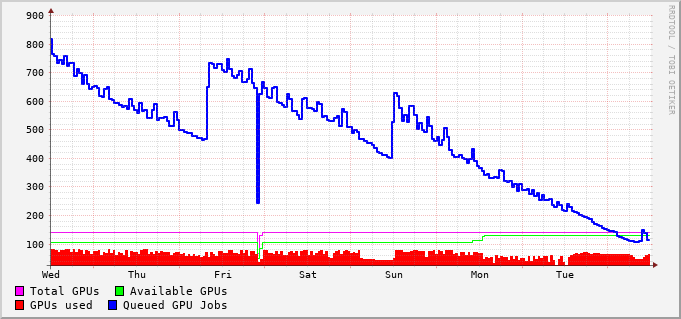 900
800
700
600
500
400
300
200
100
Wed Thu Fri Sat Sun Mon Tue
Total GPUs Available GPUs
GPUs used Queued GPU Jobs
RRDTOOL / TOBI OETIKER